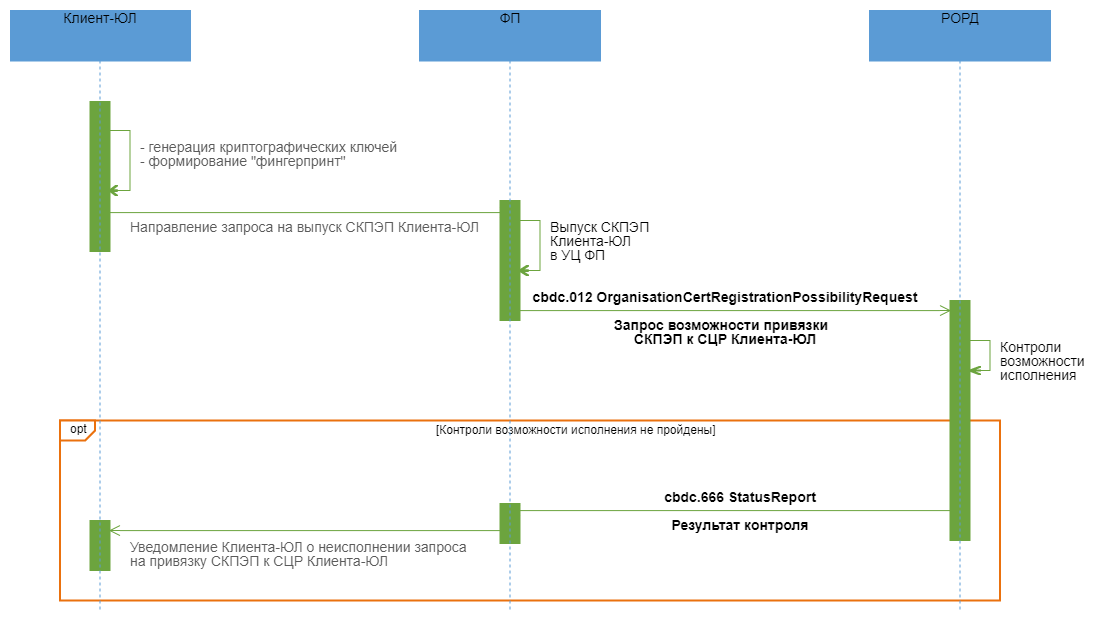 Клиент-ЮЛ
ФП
РОРД
- генерация криптографических ключей
- формирование "фингерпринт"
Направление запроса на выпуск СКПЭП Клиента-ЮЛ
Выпуск СКПЭП
Клиента-ЮЛ
в УЦ ФП
cbdc.012 OrganisationCertRegistrationPossibilityRequest
Запрос возможности привязки
СКПЭП к СЦР Клиента-ЮЛ
Контроли
возможности
исполнения
opt
[Контроли возможности исполнения не пройдены]
cbdc.666 StatusReport
Результат контроля
Уведомление Клиента-ЮЛ о неисполнении запроса
на привязку СКПЭП к СЦР Клиента-ЮЛ